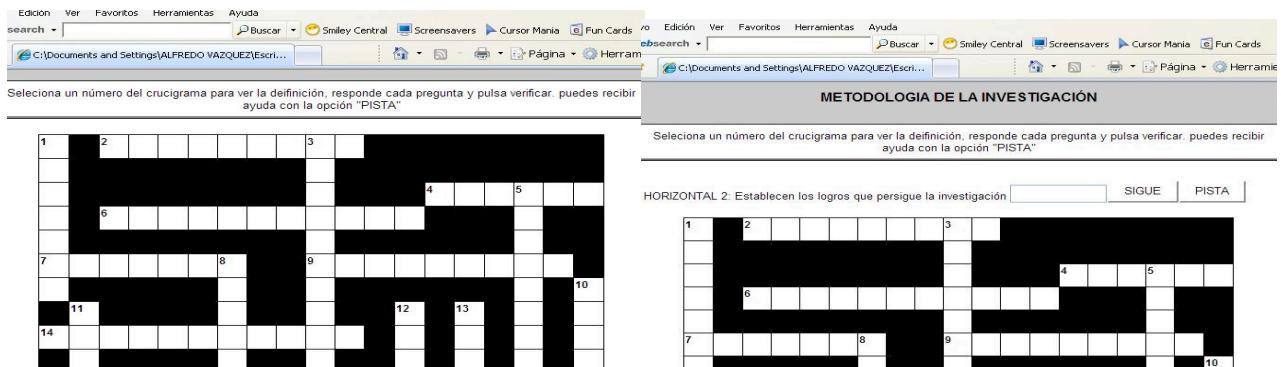 Edición Ver Favoritos Herramientas Ayuda
search Buscar Smiley Central Screensavers Cursor Mania Fun Cards
C:\Documents and Settings\ALFREDO VAZQUEZ\Escri... Página Herram
Seleciona un número del crucigrama para ver la deifinición, responde cada pregunta y pulsa verificar. puedes recibir
ayuda con la opción "PISTA"
1 2 3
4 5
6
7 8 9
10
11 12 13
14
vo Edición Ver Favoritos Herramientas Ayuda
ebsearch Buscar Smiley Central Screensavers Cursor Mania Fun Cards
C:\Documents and Settings\ALFREDO VAZQUEZ\Escri... Página Herramie
METODOLOGIA DE LA INVESTIGACIÓN
Seleciona un número del crucigrama para ver la deifinición, responde cada pregunta y pulsa verificar. puedes recibir
ayuda con la opción "PISTA"
HORIZONTAL 2: Establecen los logros que persigue la investigación SIGUE PISTA
1 2 3
4 5
6
7 8 9
10